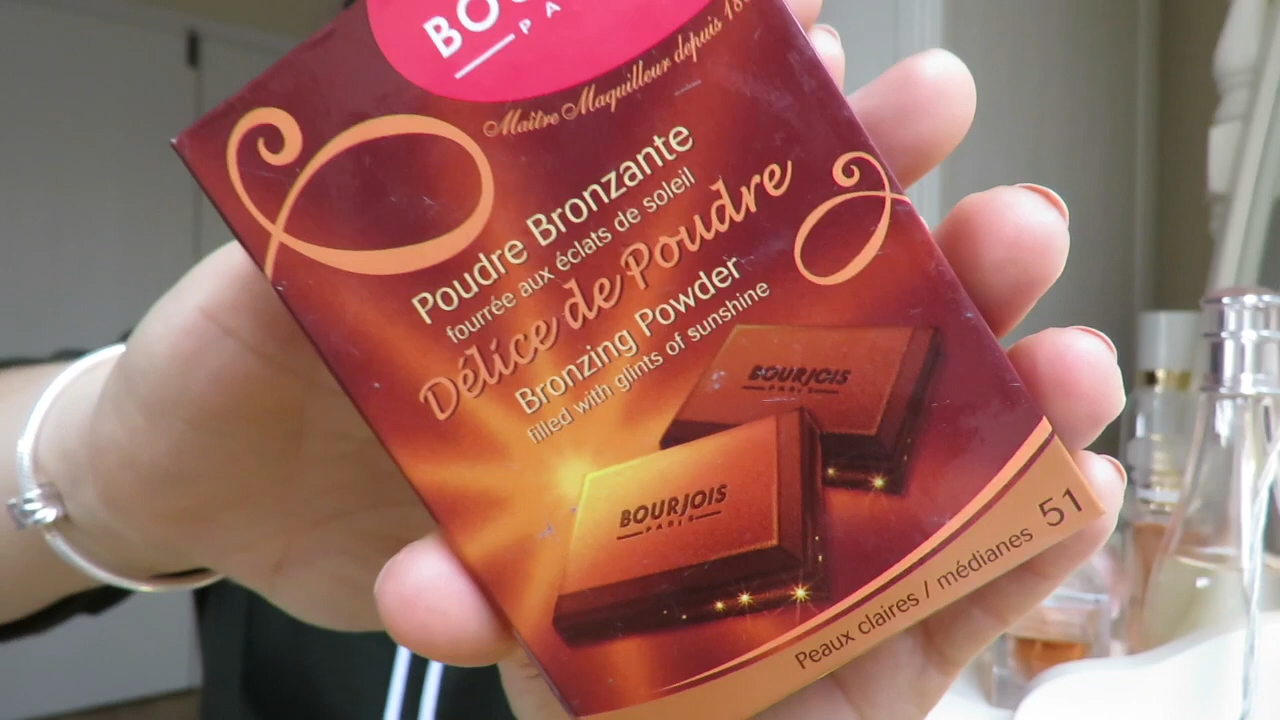 Maître Maquilleur depuis
Poudre Bronzante
fourrée aux éclats de soleil
Délice de Poudre
Bronzing Powder
filled with glints of sunshine
BOURJOIS
PARIS
BOURJOIS
PARIS
Peaux claires / médianes 51